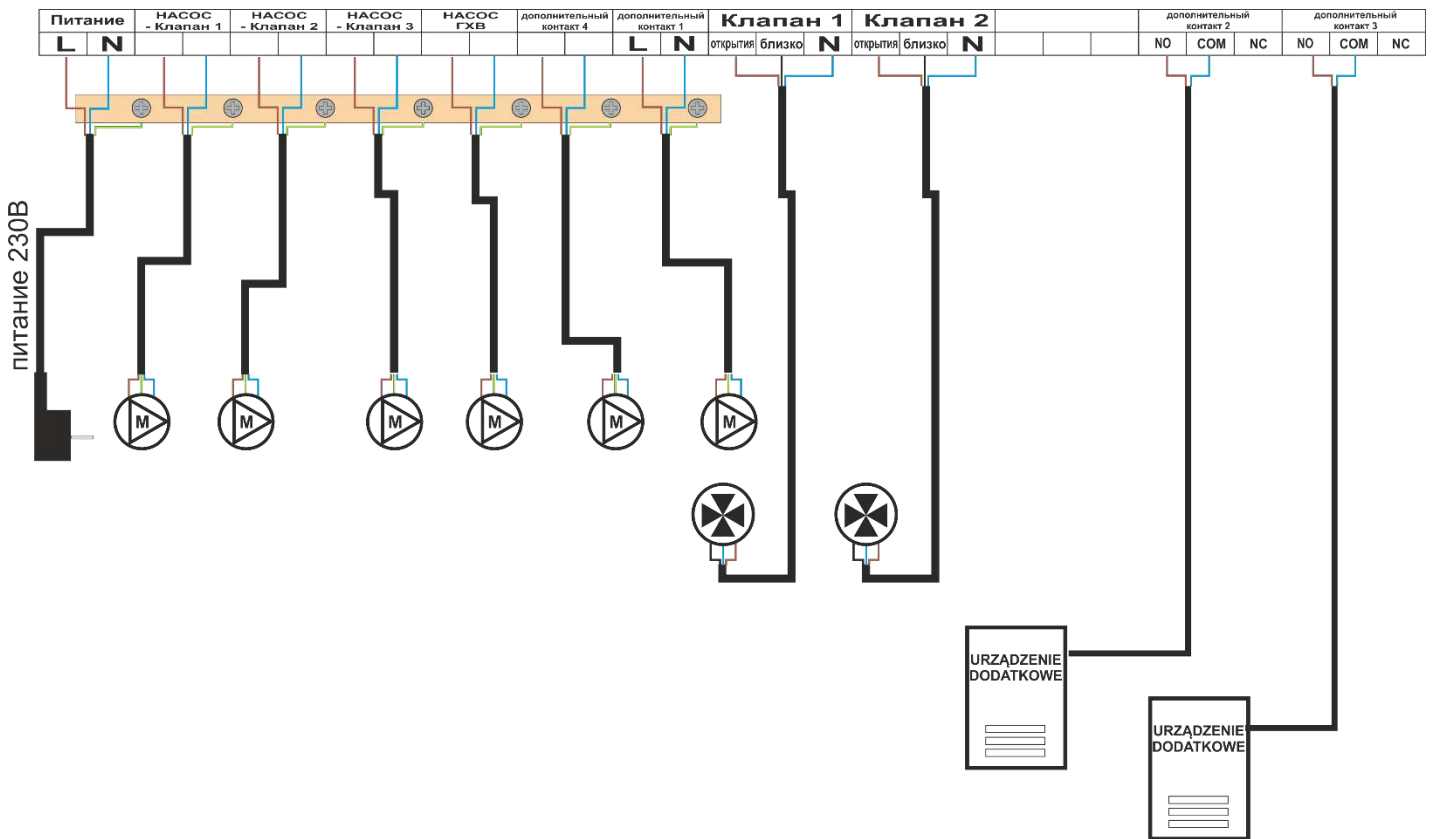 Питание
НАСОС
- Клапан 1
НАСОС
- Клапан 2
НАСОС
- Клапан 3
НАСОС
ГХВ
дополнительный
контакт 4
дополнительный
контакт 1
Клапан 1
Клапан 2
дополнительный
контакт 2
дополнительный
контакт 3
L N
L N
открытия близко N
открытия близко N
NO COM NC
NO COM NC
питание 230В
M M M M M M
URZĄDZENIE
DODATKOWE
URZĄDZENIE
DODATKOWE